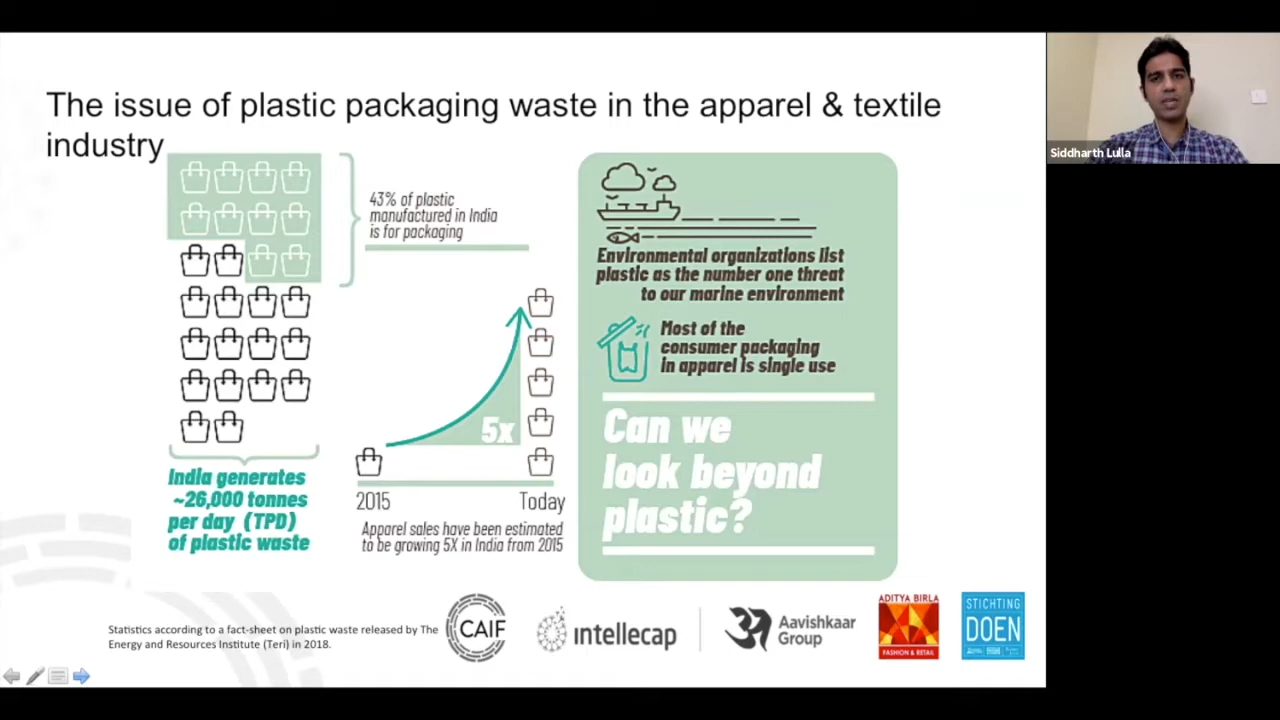 The issue of plastic packaging waste in the apparel & textile
industry
43% of plastic
manufactured in India
is for packaging
India generates
~26,000 tonnes
per day (TPD)
of plastic waste
5x
2015
Today
Apparel sales have been estimated
to be growing 5X in India from 2015
Environmental organizations list
plastic as the number one threat
to our marine environment
Most of the
consumer packaging
in apparel is single use
Can we
look beyond
plastic?
Statistics according to a fact-sheet on plastic waste released by The
Energy and Resources Institute (Teri) in 2018.
CAIF
intellecap
Aavishkaar
Group
ADITYA BIRLA
FASHION & RETAIL
STICHTING
DOEN
Siddharth Lulla